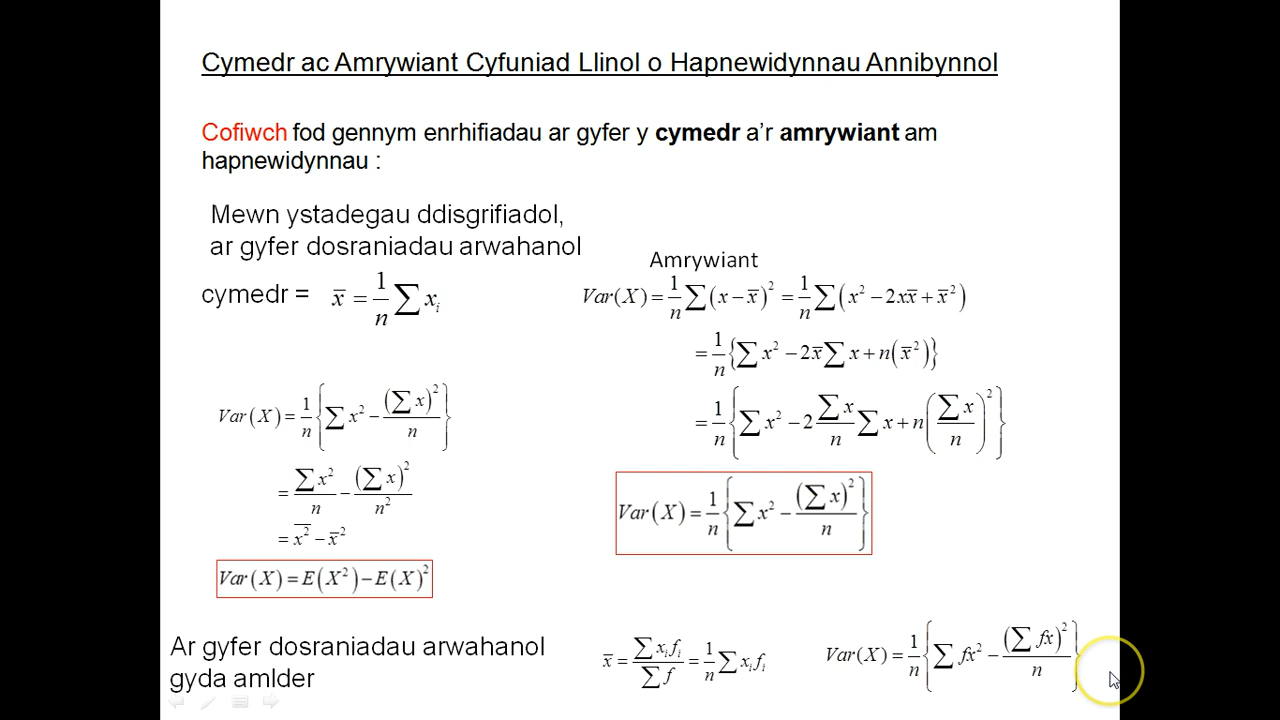 Cymedr ac Amrywiant Cyfuniad Llinol o Hapnewidynnau Annibynnol
Cofiwch fod gennym enrhifiadau ar gyfer y cymedr a'r amrywiant am
hapnewidynnau :
Mewn ystadegau ddisgrifiadol,
ar gyfer dosraniadau arwahanol
cymedr = x̄ = 1/n ∑ xᵢ
Amrywiant
Var(X) = 1/n ∑(x − x̄)² = 1/n ∑(x² − 2xx̄ + x̄²)
= 1/n {∑x² − 2x̄∑x + n(x̄²)}
= 1/n {∑x² − 2 ∑x/n ∑x + n(∑x/n)²}
Var(X) = 1/n {∑x² − (∑x)²/n}
Var(X) = 1/n {∑x² − (∑x)²/n}
= ∑x²/n − (∑x)²/n²
= x̅²̅ − x̄²
Var(X) = E(X²) − E(X)²
Ar gyfer dosraniadau arwahanol
gyda amlder
x̄ = ∑xᵢfᵢ/∑f = 1/n ∑xᵢfᵢ
Var(X) = 1/n {∑fx² − (∑fx)²/n}